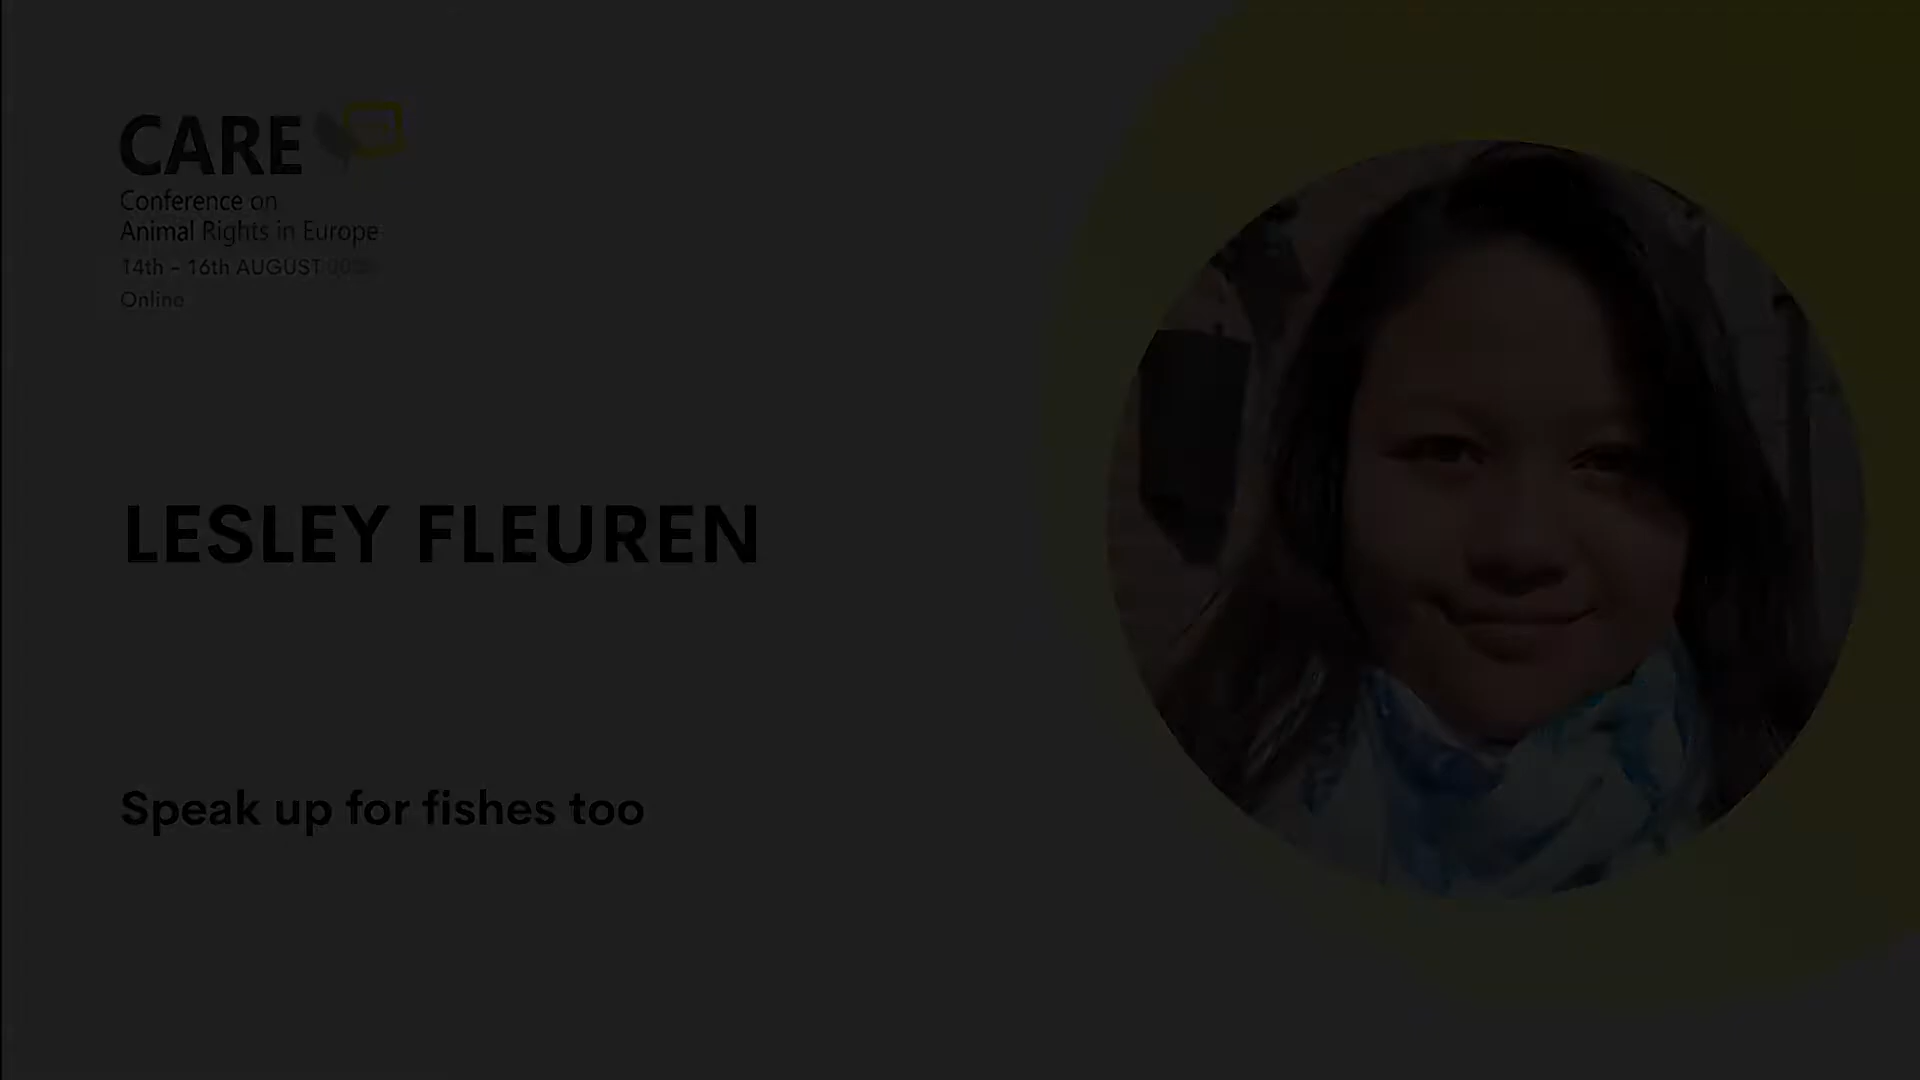 CARE
Conference on
Animal Rights in Europe
14th – 16th AUGUST
Online
LESLEY FLEUREN
Speak up for fishes too